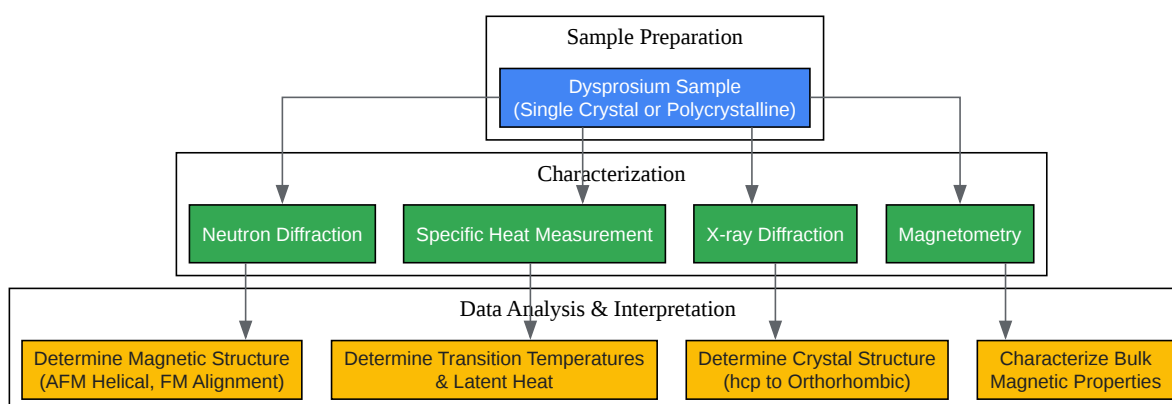 Sample Preparation
Dysprosium Sample
(Single Crystal or Polycrystalline)
Characterization
Neutron Diffraction
Specific Heat Measurement
X-ray Diffraction
Magnetometry
Data Analysis & Interpretation
Determine Magnetic Structure
(AFM Helical, FM Alignment)
Determine Transition Temperatures
& Latent Heat
Determine Crystal Structure
(hcp to Orthorhombic)
Characterize Bulk
Magnetic Properties